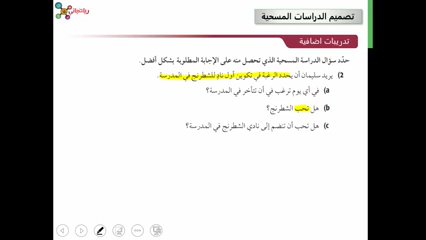 رياضياتي
تصميم الدراسات المسحية
تدريبات اضافية
حدّد سؤال الدراسة المسحية الذي تحصل منه على الإجابة المطلوبة بشكل أفضل.
(2 يريد سليمان أن يحدد الرغبة في تكوين أول نادٍ للشطرنج في المدرسة.
(a في أي يوم ترغب في أن تتأخر في المدرسة؟
(b هل تحب الشطرنج؟
(c هل تحب أن تنضم إلى نادي الشطرنج في المدرسة؟